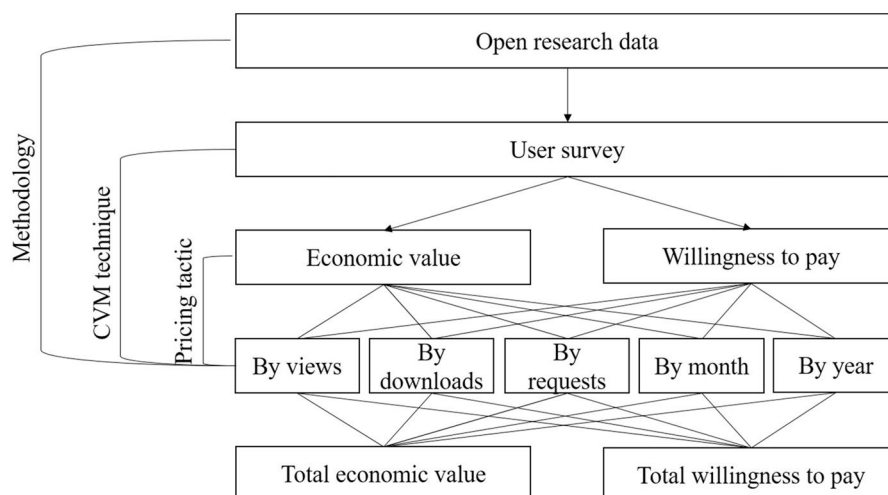 Open research data
User survey
Economic value
Willingness to pay
By views
By
downloads
By
requests
By month
By year
Total economic value
Total willingness to pay
Methodology
CVM technique
Pricing tactic